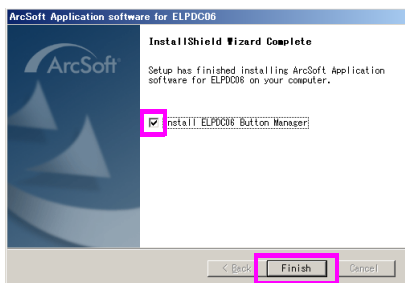 ArcSoft Application software for ELPDC06
InstallShield Wizard Complete
ArcSoft
Setup has finished installing ArcSoft Application
software for ELPDC06 on your computer.
Install ELPDC06 Button Manager
< Back
Finish
Cancel